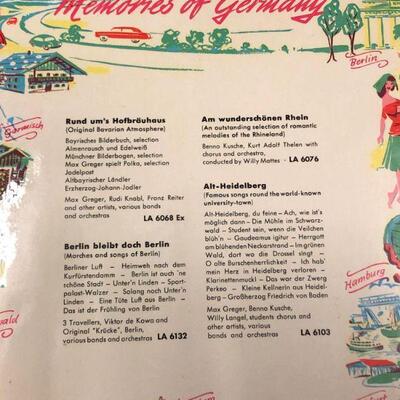 Memories of Germany
Berlin
Garmisch
Rund um's Hofbräuhaus
(Original Bavarian Atmosphere)
Bayrisches Bilderbuch, selection
Almenrausch und Edelweiß
Münchner Bilderbogen, selection
Max Greger spielt Polka, selection
Jodelpost
Altbayrischer Ländler
Erzherzog-Johann-Jodler
Max Greger, Rudi Knabl, Franz Reiter
and other artists, various bands
and orchestras LA 6068 Ex
Berlin bleibt doch Berlin
(Marches and songs of Berlin)
Berliner Luft – Heimweh nach dem
Kurfürstendamm – Berlin ist auch 'ne
schöne Stadt – Unter'n Linden – Sport-
palast-Walzer – Solang noch Unter'n
Linden – Eine Tüte Luft aus Berlin –
Das ist der Frühling von Berlin
3 Travellers, Viktor de Kowa and
Original "Krücke", Berlin,
various bands and orchestras LA 6132
Am wunderschönen Rhein
(An outstanding selection of romantic
melodies of the Rhineland)
Benno Kusche, Kurt Adolf Thelen with
chorus and orchestra,
conducted by Willy Mattes LA 6076
Alt-Heidelberg
(Famous songs round the world-known
university-town)
Alt-Heidelberg, du feine – Ach, wie ist's
möglich dann – Die Mühle im Schwarz-
wald – Student sein, wenn die Veilchen
blüh'n – Gaudeamus igitur – Herrgott
am blühenden Neckarstrand – Im grünen
Wald, dort wo die Drossel singt –
O alte Burschenherrlichkeit – Ich hab'
mein Herz in Heidelberg verloren –
Klarinettenmuckl – Das war der Zwerg
Perkeo – Kleine Kellnerin aus Heidel-
berg – Großherzog Friedrich von Baden
Max Greger, Benno Kusche,
Willy Langel, students chorus and
other artists, various
bands and orchestras LA 6103
Hamburg